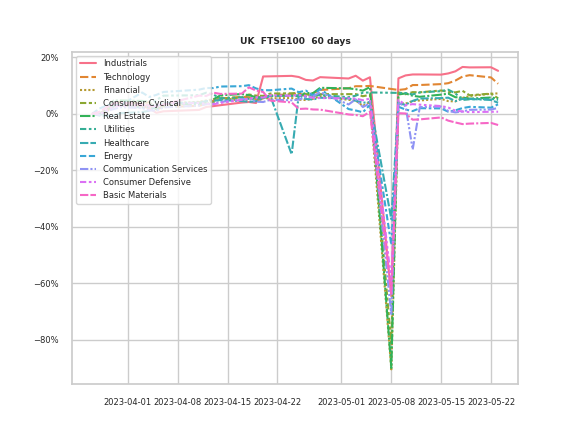 UK FTSE100 60 days
20%
0%
−20%
−40%
−60%
−80%
Industrials
Technology
Financial
Consumer Cyclical
Real Estate
Utilities
Healthcare
Energy
Communication Services
Consumer Defensive
Basic Materials
2023-04-01 2023-04-08 2023-04-15 2023-04-22 2023-05-01 2023-05-08 2023-05-15 2023-05-22